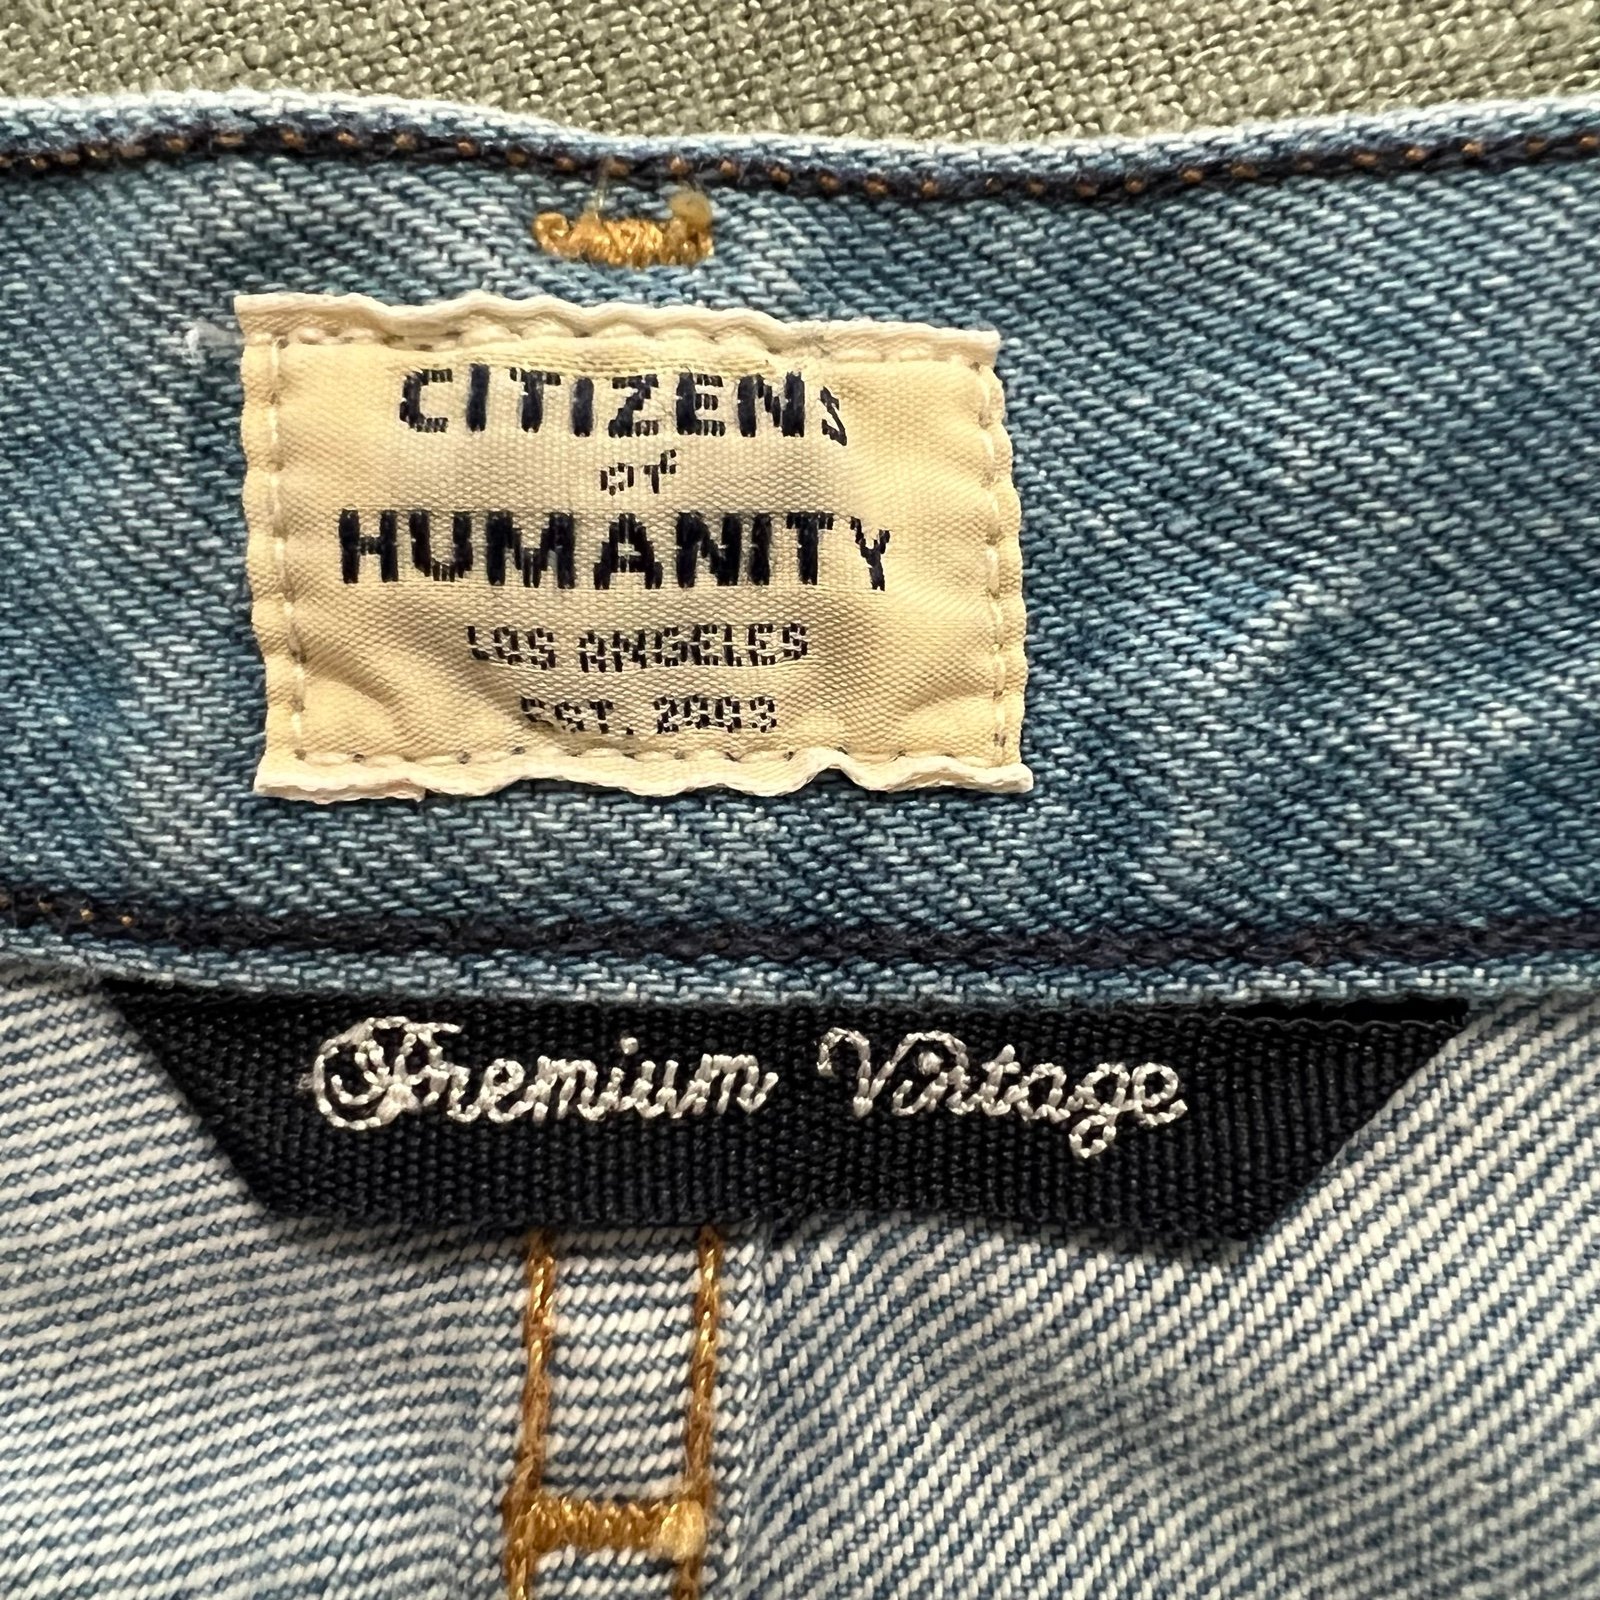 CITIZENS
OF
HUMANITY
LOS ANGELES
EST. 2003
Premium Vintage